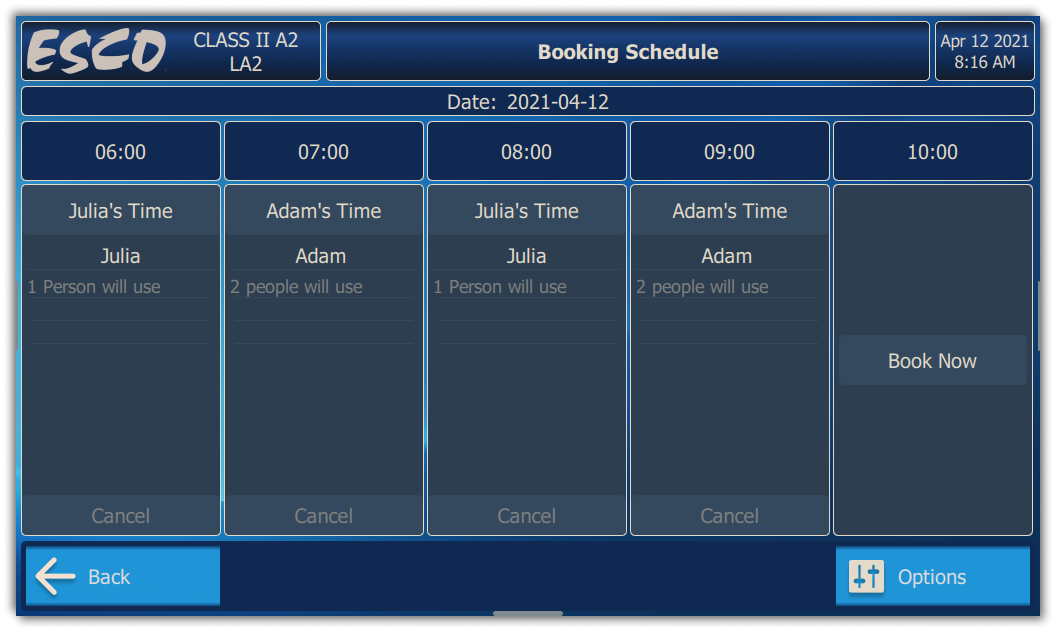 ESCO
CLASS II A2
LA2
Booking Schedule
Apr 12 2021
8:16 AM
Date: 2021-04-12
06:00
07:00
08:00
09:00
10:00
Julia's Time
Adam's Time
Julia's Time
Adam's Time
Julia
Adam
Julia
Adam
1 Person will use
2 people will use
1 Person will use
2 people will use
Book Now
Cancel
Cancel
Cancel
Cancel
Back
Options